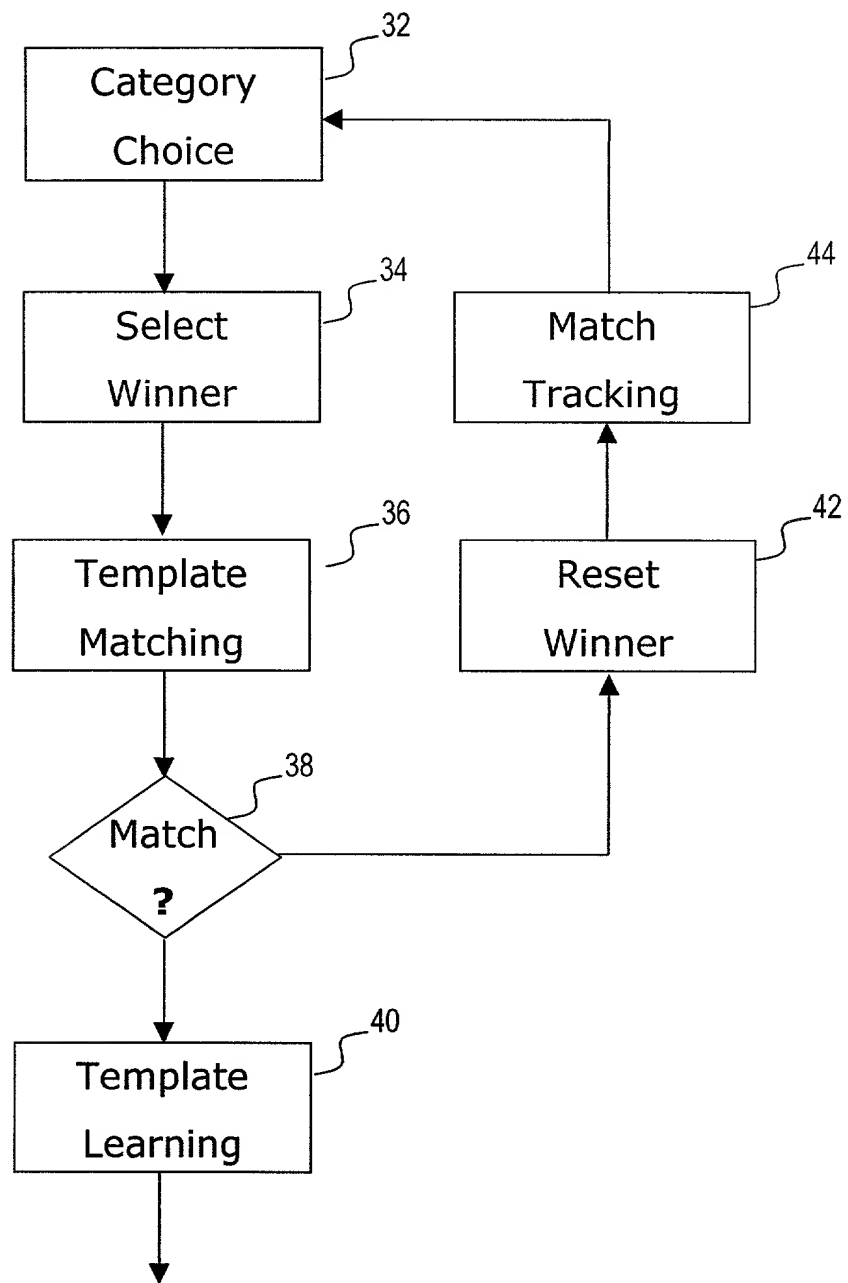 32
Category
Choice
34
Select
Winner
44
Match
Tracking
36
Template
Matching
42
Reset
Winner
38
Match
?
40
Template
Learning